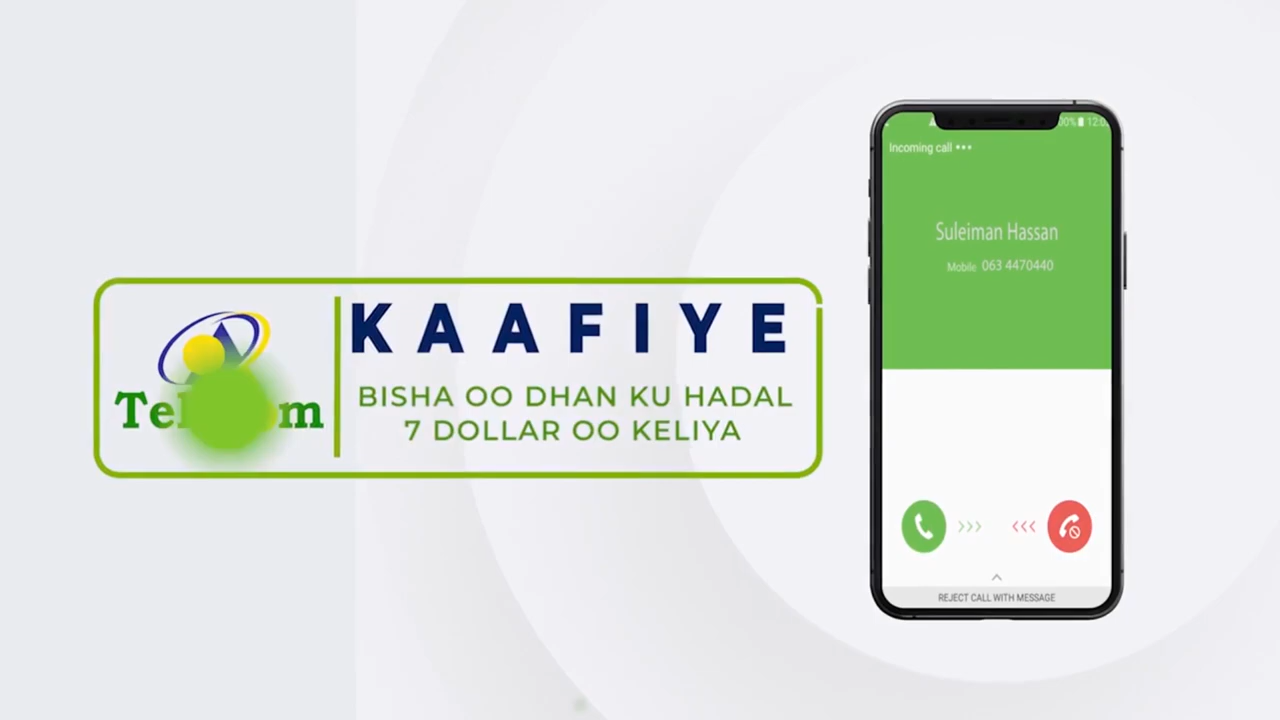 KAAFIYE
BISHA OO DHAN KU HADAL
7 DOLLAR OO KELIYA
Incoming call •••
Suleiman Hassan
Mobile 063 4470440
REJECT CALL WITH MESSAGE